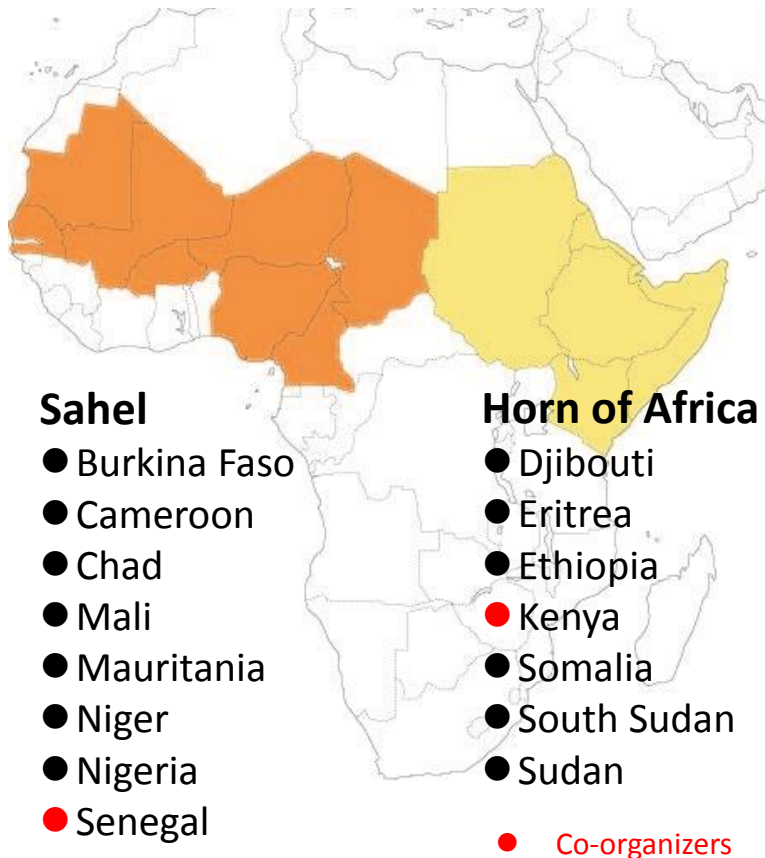 Sahel
● Burkina Faso
● Cameroon
● Chad
● Mali
● Mauritania
● Niger
● Nigeria
● Senegal
Horn of Africa
● Djibouti
● Eritrea
● Ethiopia
● Kenya
● Somalia
● South Sudan
● Sudan
● Co-organizers